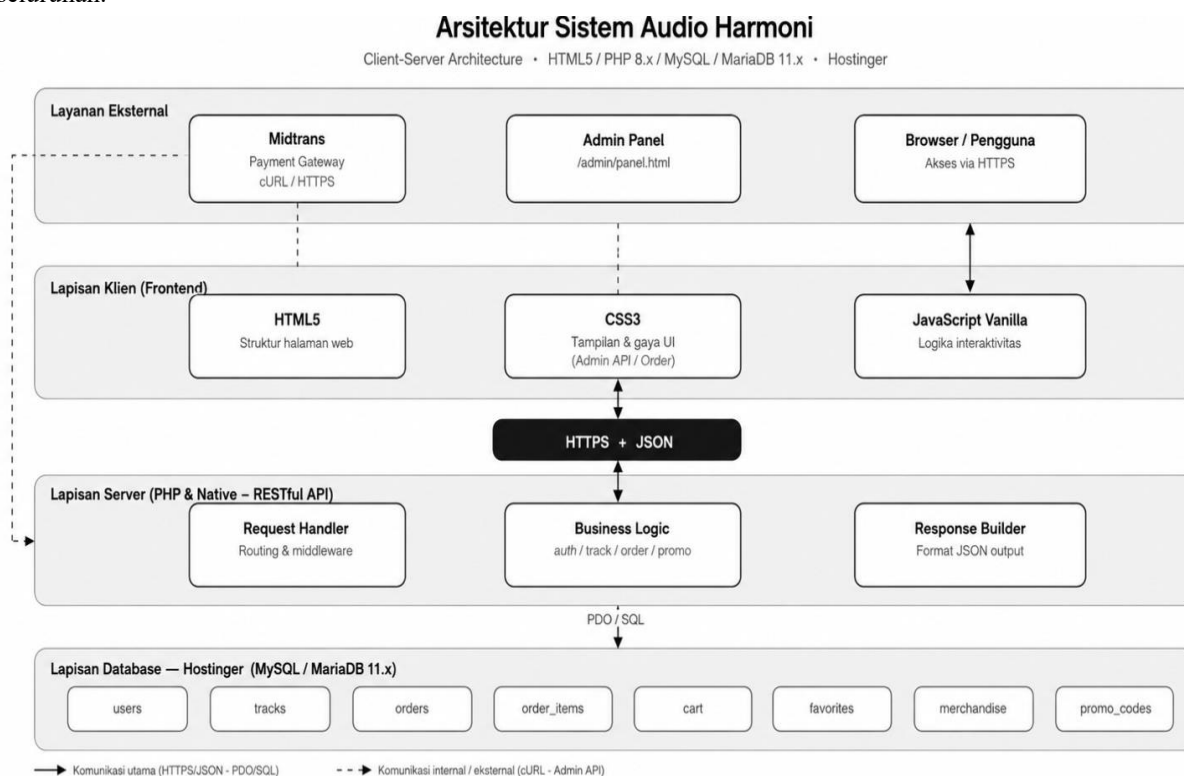 Arsitektur Sistem Audio Harmoni
Client-Server Architecture • HTML5 / PHP 8.x / MySQL / MariaDB 11.x • Hostinger
Layanan Eksternal
Midtrans
Payment Gateway
cURL / HTTPS
Admin Panel
/admin/panel.html
Browser / Pengguna
Akses via HTTPS
Lapisan Klien (Frontend)
HTML5
Struktur halaman web
CSS3
Tampilan & gaya UI
(Admin API / Order)
JavaScript Vanilla
Logika interaktivitas
HTTPS + JSON
Lapisan Server (PHP & Native – RESTful API)
Request Handler
Routing & middleware
Business Logic
auth / track / order / promo
Response Builder
Format JSON output
PDO / SQL
Lapisan Database — Hostinger (MySQL / MariaDB 11.x)
users
tracks
orders
order_items
cart
favorites
merchandise
promo_codes
Komunikasi utama (HTTPS/JSON - PDO/SQL)
Komunikasi internal / eksternal (cURL - Admin API)